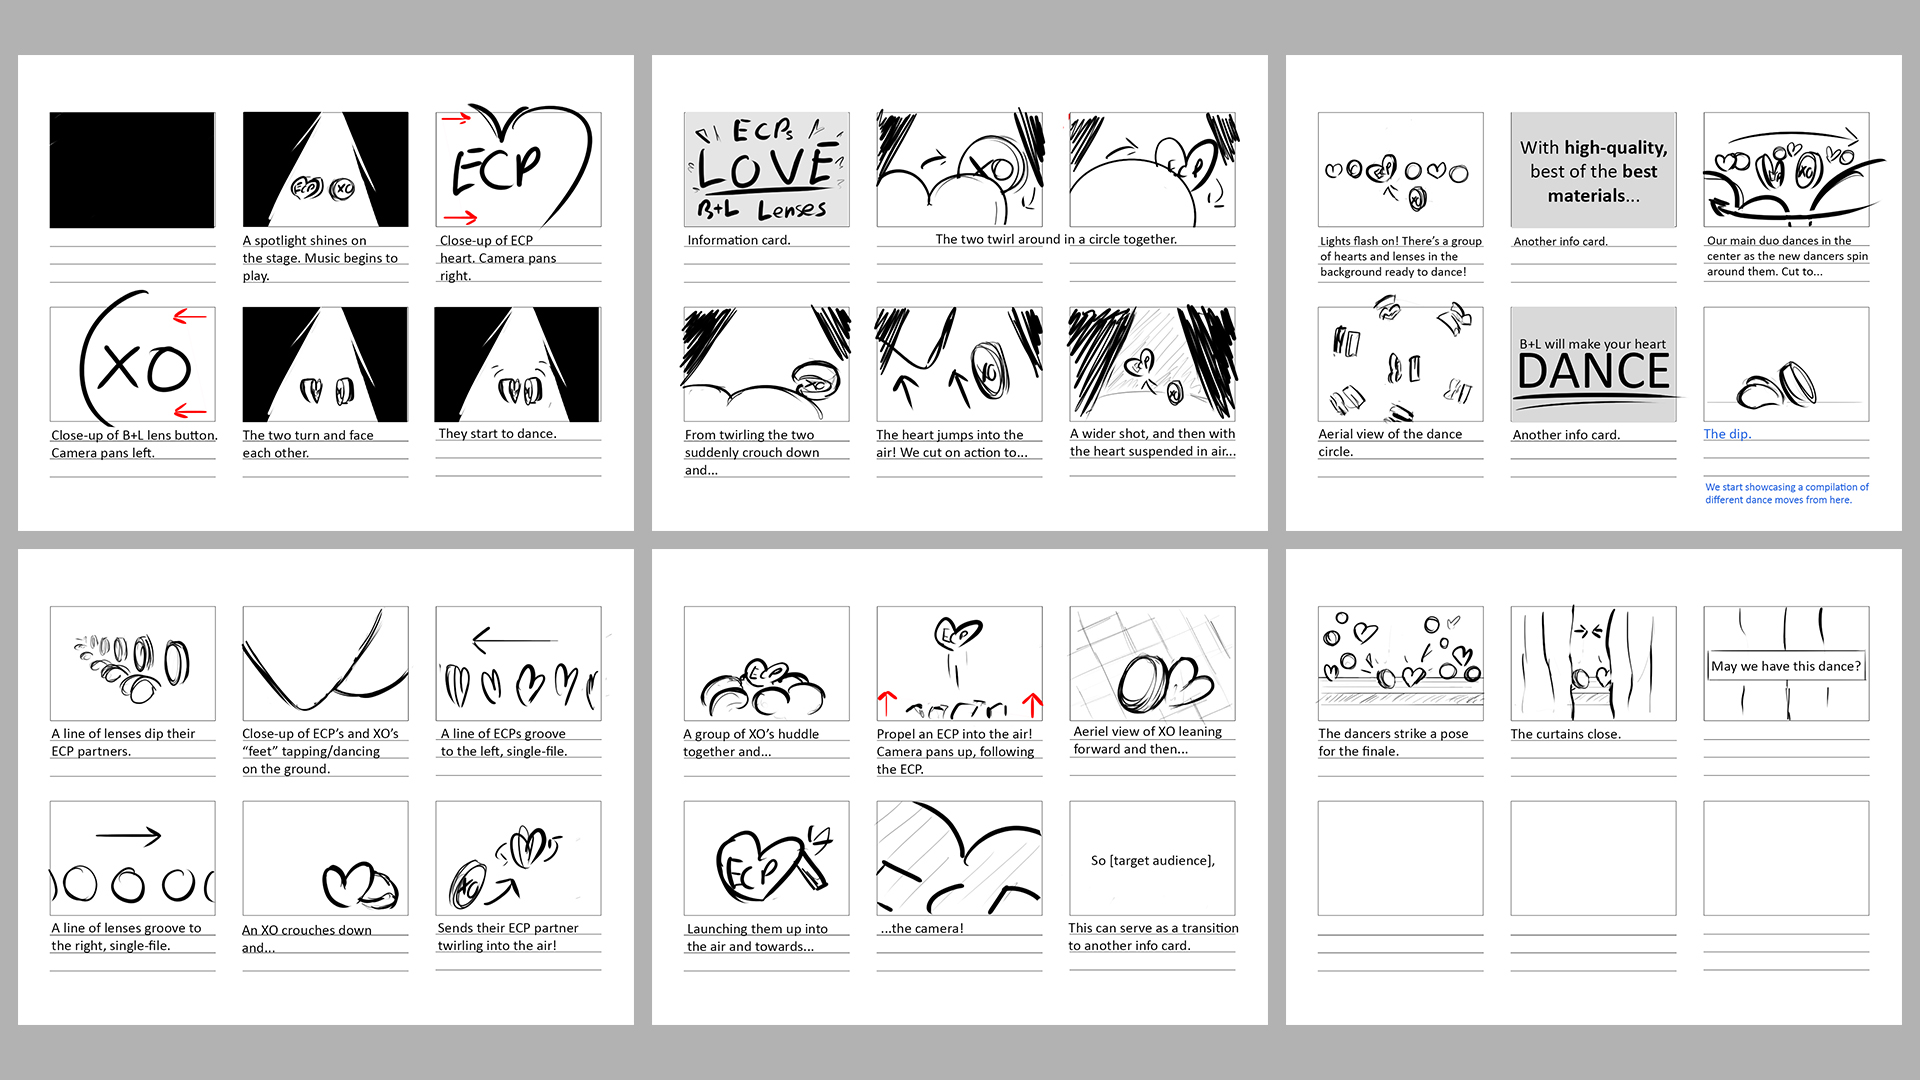 ECP XO
A spotlight shines on
the stage. Music begins to
play.
ECP
Close-up of ECP
heart. Camera pans
right.
XO
Close-up of B+L lens button.
Camera pans left.
The two turn and face
each other.
They start to dance.
ECPs
LOVE
B+L Lenses
Information card.
XO
ECP
The two twirl around in a circle together.
XO
From twirling the two
suddenly crouch down
and...
XO
The heart jumps into the
air! We cut on action to...
ECP
XO
A wider shot, and then with
the heart suspended in air...
ECP
XO
Lights flash on! There's a group
of hearts and lenses in the
background ready to dance!
With high-quality,
best of the best
materials...
Another info card.
XO
Our main duo dances in the
center as the new dancers spin
around them. Cut to...
Aerial view of the dance
circle.
B+L will make your heart
DANCE
Another info card.
The dip.
We start showcasing a compilation of
different dance moves from here.
A line of lenses dip their
ECP partners.
Close-up of ECP's and XO's
“feet” tapping/dancing
on the ground.
A line of ECPs groove
to the left, single-file.
A line of lenses groove to
the right, single-file.
An XO crouches down
and...
XO
Sends their ECP partner
twirling into the air!
ECP
A group of XO's huddle
together and...
ECP
Propel an ECP into the air!
Camera pans up, following
the ECP.
Aeriel view of XO leaning
forward and then...
ECP
Launching them up into
the air and towards...
...the camera!
So [target audience],
This can serve as a transition
to another info card.
The dancers strike a pose
for the finale.
The curtains close.
May we have this dance?